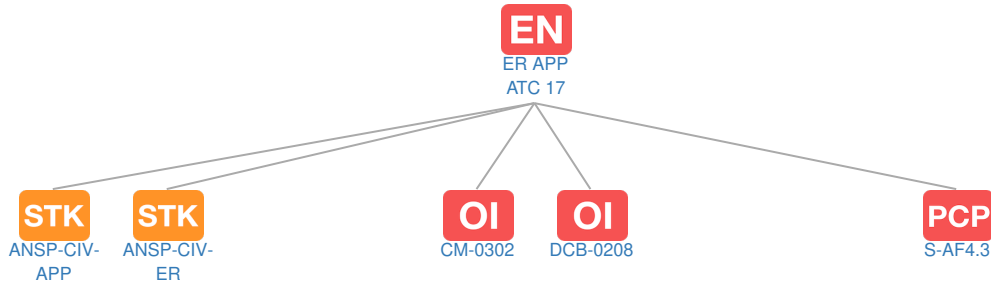 EN
ER APP
ATC 17
STK
STK
OI
OI
PCP
ANSP-CIV-
APP
ANSP-CIV-
ER
CM-0302
DCB-0208
S-AF4.3